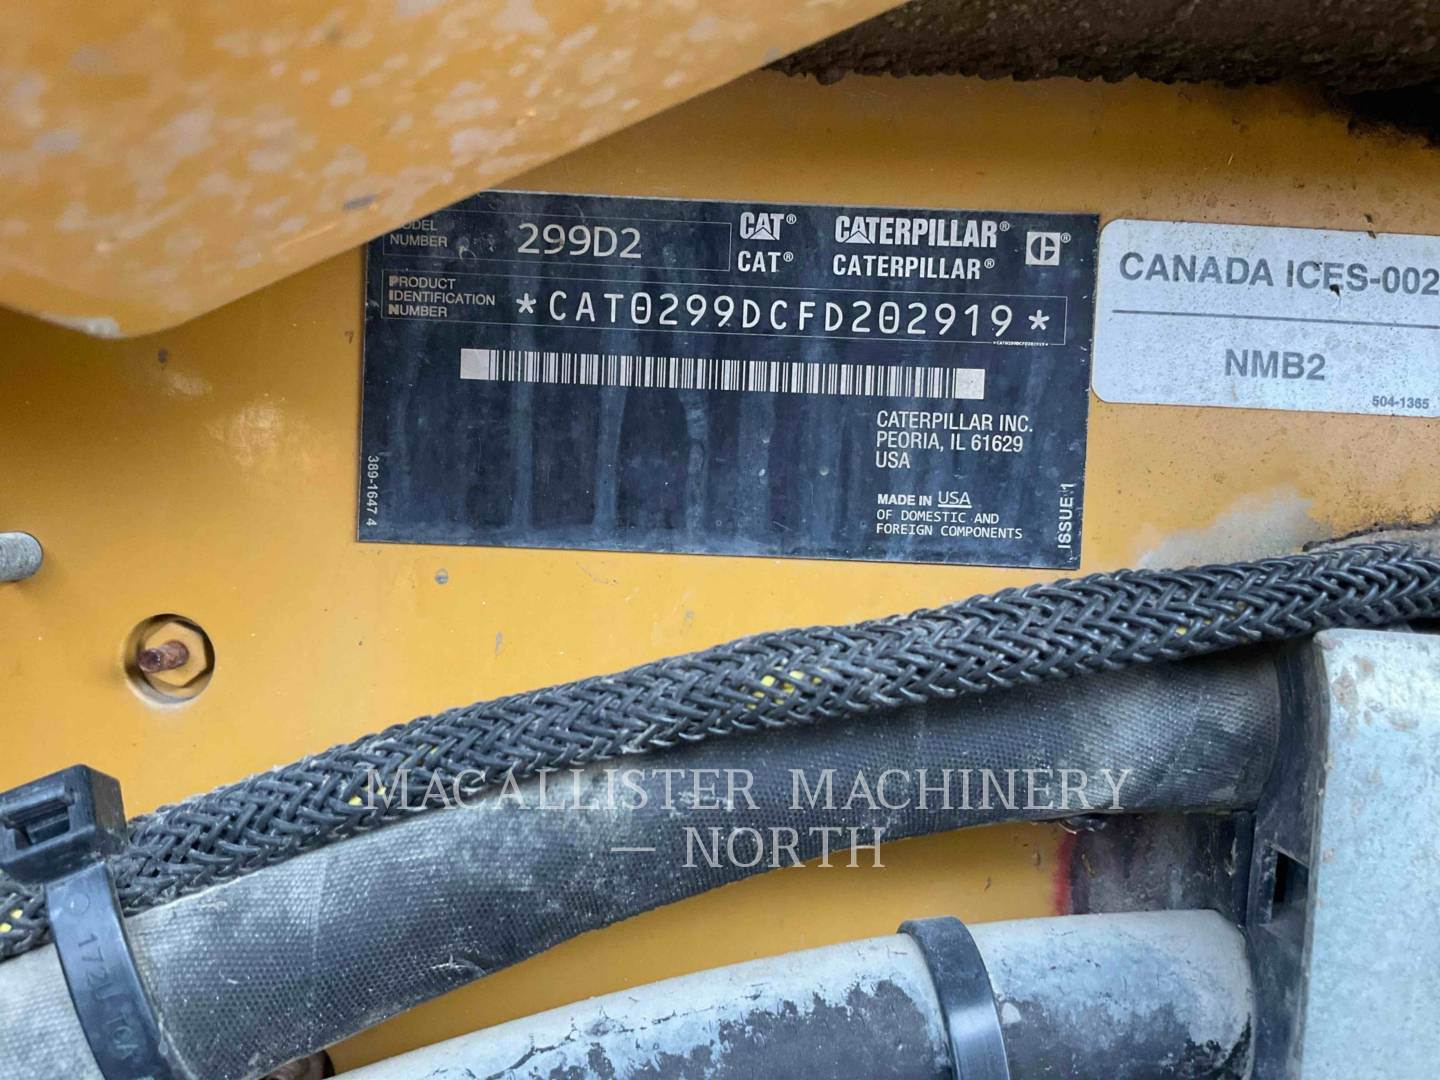 MODEL
NUMBER
299D2
CAT® CATERPILLAR®
CAT® CATERPILLAR®
C®
PRODUCT
IDENTIFICATION
NUMBER
*CAT0299DCFD202919*
*CAT0299DCFD202919*
CATERPILLAR INC.
PEORIA, IL 61629
USA
MADE IN USA
OF DOMESTIC AND
FOREIGN COMPONENTS
389-1647 4
ISSUE 1
CANADA ICES-002
NMB2
504-1365
MACALLISTER MACHINERY
— NORTH